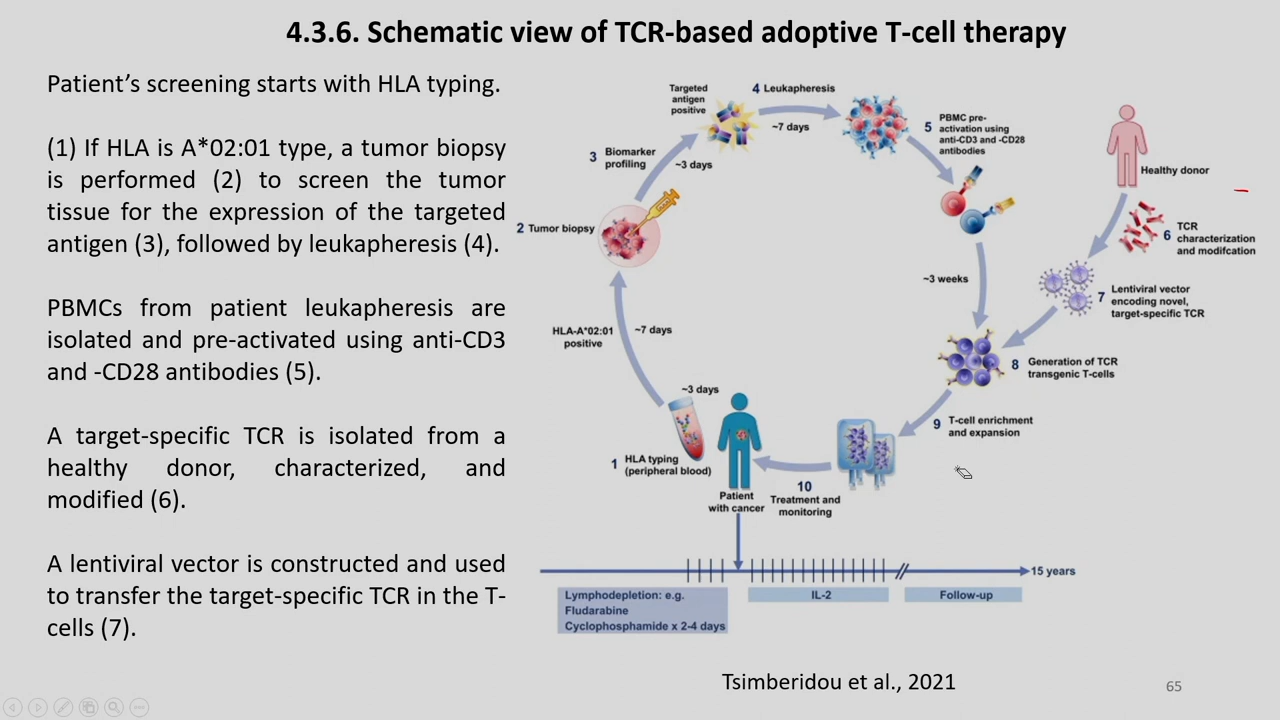 4.3.6. Schematic view of TCR-based adoptive T-cell therapy
Patient's screening starts with HLA typing.
(1) If HLA is A*02:01 type, a tumor biopsy
is performed (2) to screen the tumor
tissue for the expression of the targeted
antigen (3), followed by leukapheresis (4).
PBMCs from patient leukapheresis are
isolated and pre-activated using anti-CD3
and -CD28 antibodies (5).
A target-specific TCR is isolated from a
healthy donor, characterized, and
modified (6).
A lentiviral vector is constructed and used
to transfer the target-specific TCR in the T-
cells (7).
Targeted
antigen
positive
4 Leukapheresis
~7 days
5 PBMC pre-
activation using
anti-CD3 and -CD28
antibodies
3 Biomarker
profiling
~3 days
2 Tumor biopsy
Healthy donor
6 TCR
characterization
and modifcation
~3 weeks
7 Lentiviral vector
encoding novel,
target-specific TCR
HLA-A*02:01
positive
~7 days
8 Generation of TCR
transgenic T-cells
~3 days
9 T-cell enrichment
and expansion
1 HLA typing
(peripheral blood)
Patient
with cancer
10
Treatment and
monitoring
15 years
Lymphodepletion: e.g.
Fludarabine
Cyclophosphamide x 2-4 days
IL-2
Follow-up
Tsimberidou et al., 2021
65